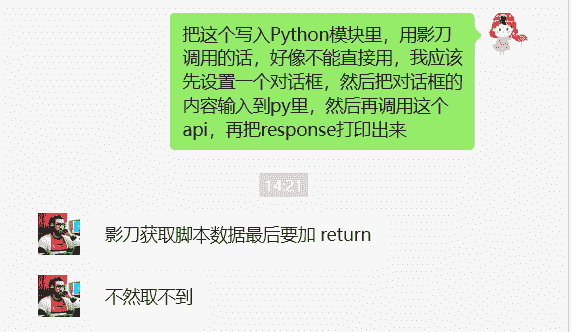 把这个写入Python模块里，用影刀
调用的话，好像不能直接用，我应该
先设置一个对话框，然后把对话框的
内容输入到py里，然后再调用这个
api，再把response打印出来
14:21
影刀获取脚本数据最后要加 return
不然取不到